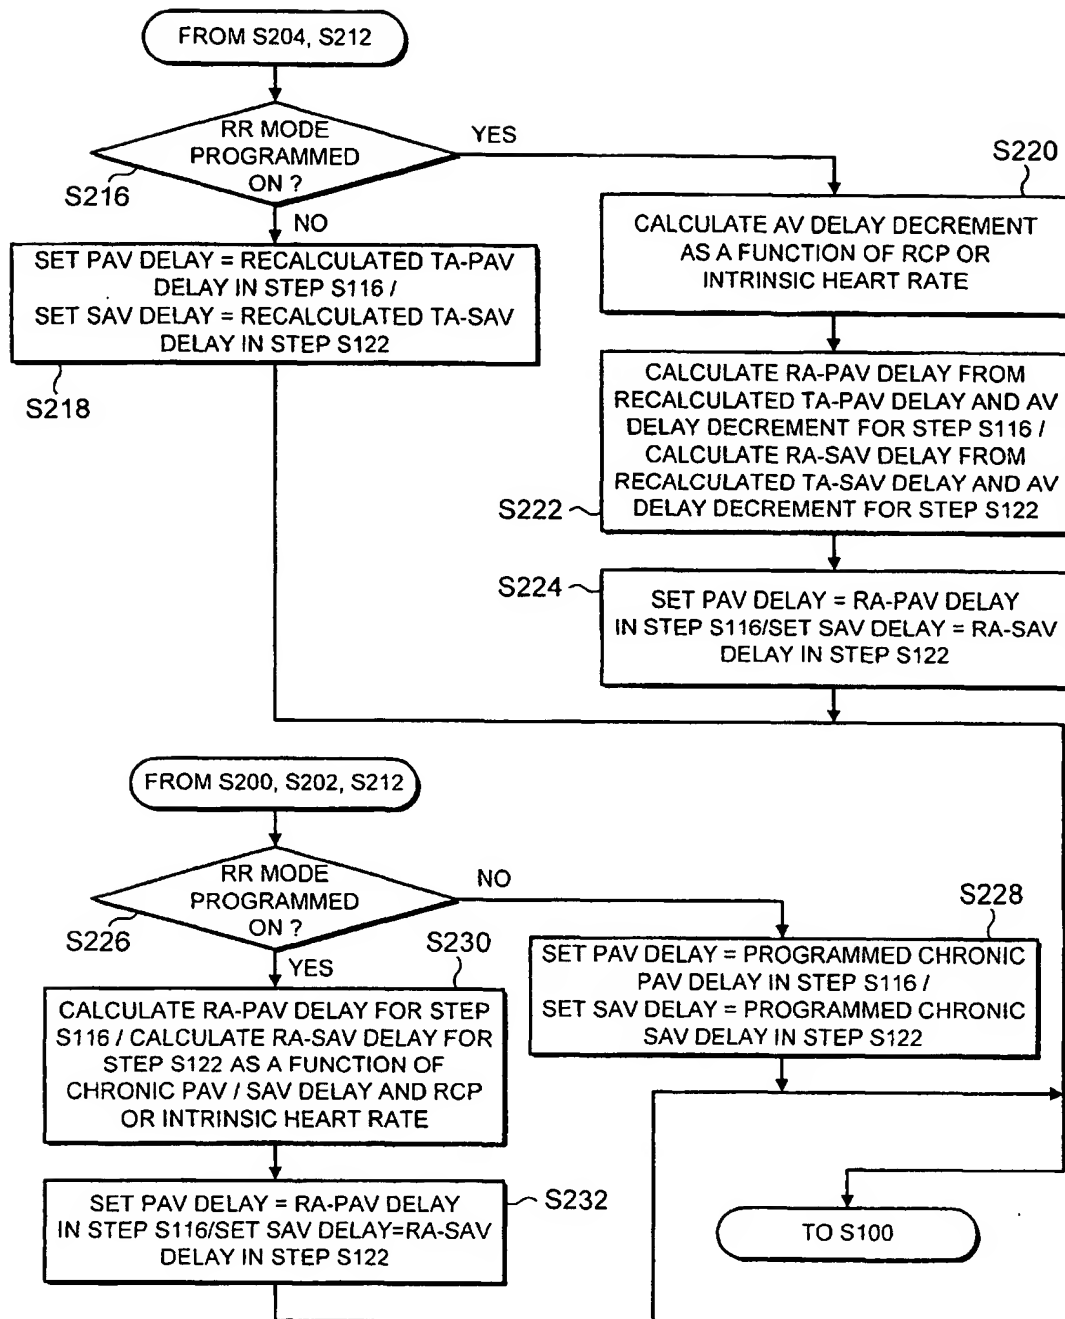 FROM S204, S212
RR MODE
PROGRAMMED
ON ?
YES
S216
NO
SET PAV DELAY = RECALCULATED TA-PAV
DELAY IN STEP S116 /
SET SAV DELAY = RECALCULATED TA-SAV
DELAY IN STEP S122
S218
S220
CALCULATE AV DELAY DECREMENT
AS A FUNCTION OF RCP OR
INTRINSIC HEART RATE
CALCULATE RA-PAV DELAY FROM
RECALCULATED TA-PAV DELAY AND AV
DELAY DECREMENT FOR STEP S116 /
CALCULATE RA-SAV DELAY FROM
RECALCULATED TA-SAV DELAY AND AV
DELAY DECREMENT FOR STEP S122
S222
S224
SET PAV DELAY = RA-PAV DELAY
IN STEP S116/SET SAV DELAY = RA-SAV
DELAY IN STEP S122
FROM S200, S202, S212
RR MODE
PROGRAMMED
ON ?
NO
S226
YES
S228
SET PAV DELAY = PROGRAMMED CHRONIC
PAV DELAY IN STEP S116 /
SET SAV DELAY = PROGRAMMED CHRONIC
SAV DELAY IN STEP S122
S230
CALCULATE RA-PAV DELAY FOR STEP
S116 / CALCULATE RA-SAV DELAY FOR
STEP S122 AS A FUNCTION OF
CHRONIC PAV / SAV DELAY AND RCP
OR INTRINSIC HEART RATE
SET PAV DELAY = RA-PAV DELAY
IN STEP S116/SET SAV DELAY=RA-SAV
DELAY IN STEP S122
S232
TO S100